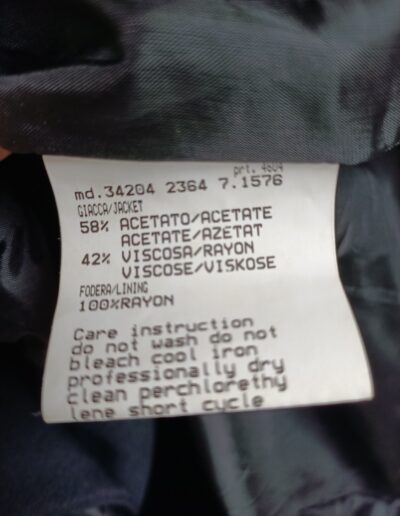 prt. 4604
md.34204 2364 7.1576
GIACCA/JACKET
58% ACETATO/ACETATE
ACETATE/AZETAT
42% VISCOSA/RAYON
VISCOSE/VISKOSE
FODERA/LINING
100%RAYON
Care instruction
do not wash do not
bleach cool iron
professionally dry
clean perchlorethy
lene short cycle